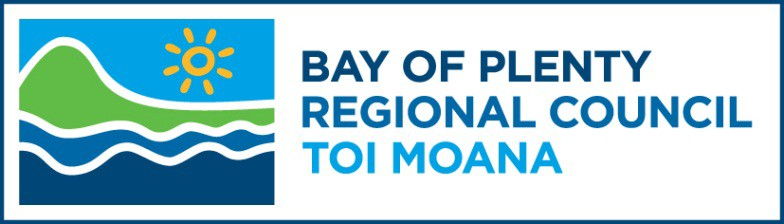 BAY OF PLENTY
REGIONAL COUNCIL
TOI MOANA